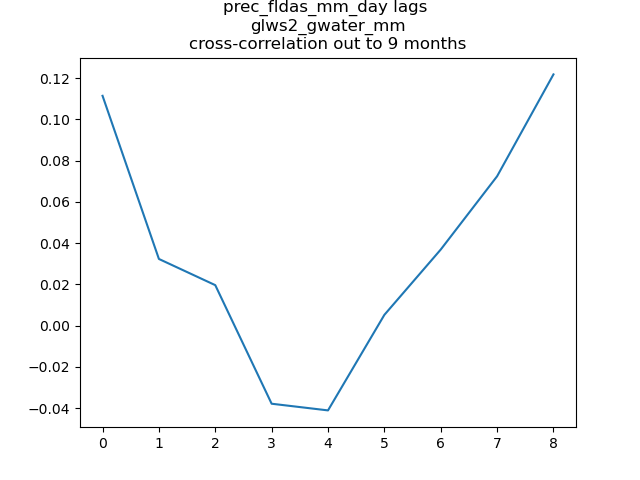 prec_fldas_mm_day lags
glws2_gwater_mm
cross-correlation out to 9 months
0.12
0.10
0.08
0.06
0.04
0.02
0.00
−0.02
−0.04
0 1 2 3 4 5 6 7 8